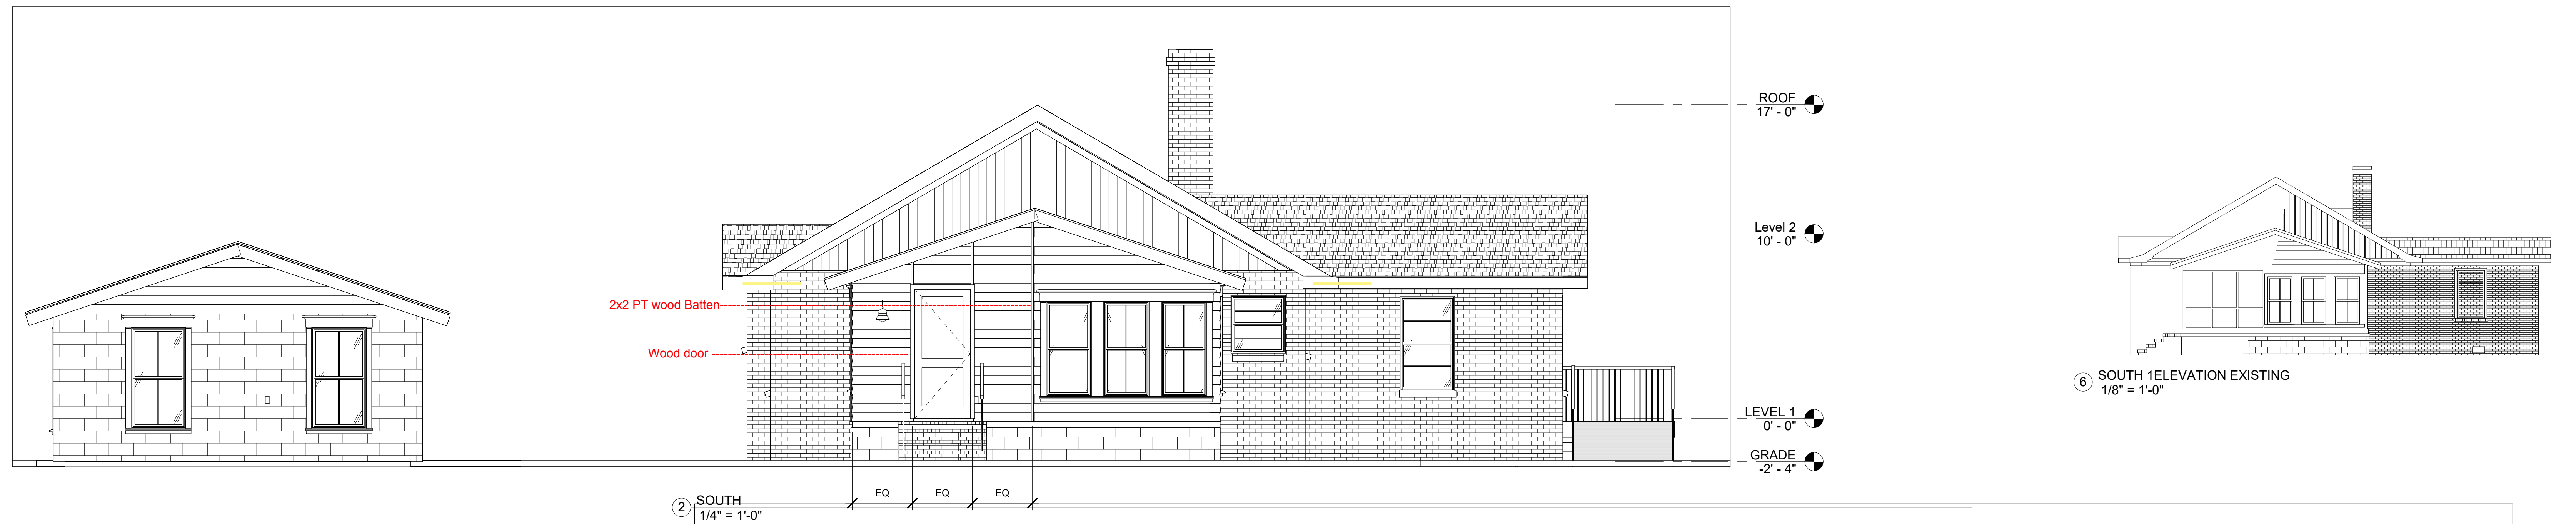 ROOF
17' - 0"
Level 2
10' - 0"
2x2 PT wood Batten
Wood door
LEVEL 1
0' - 0"
GRADE
-2' - 4"
EQ EQ EQ
2 SOUTH
1/4" = 1'-0"
6 SOUTH 1ELEVATION EXISTING
1/8" = 1'-0"